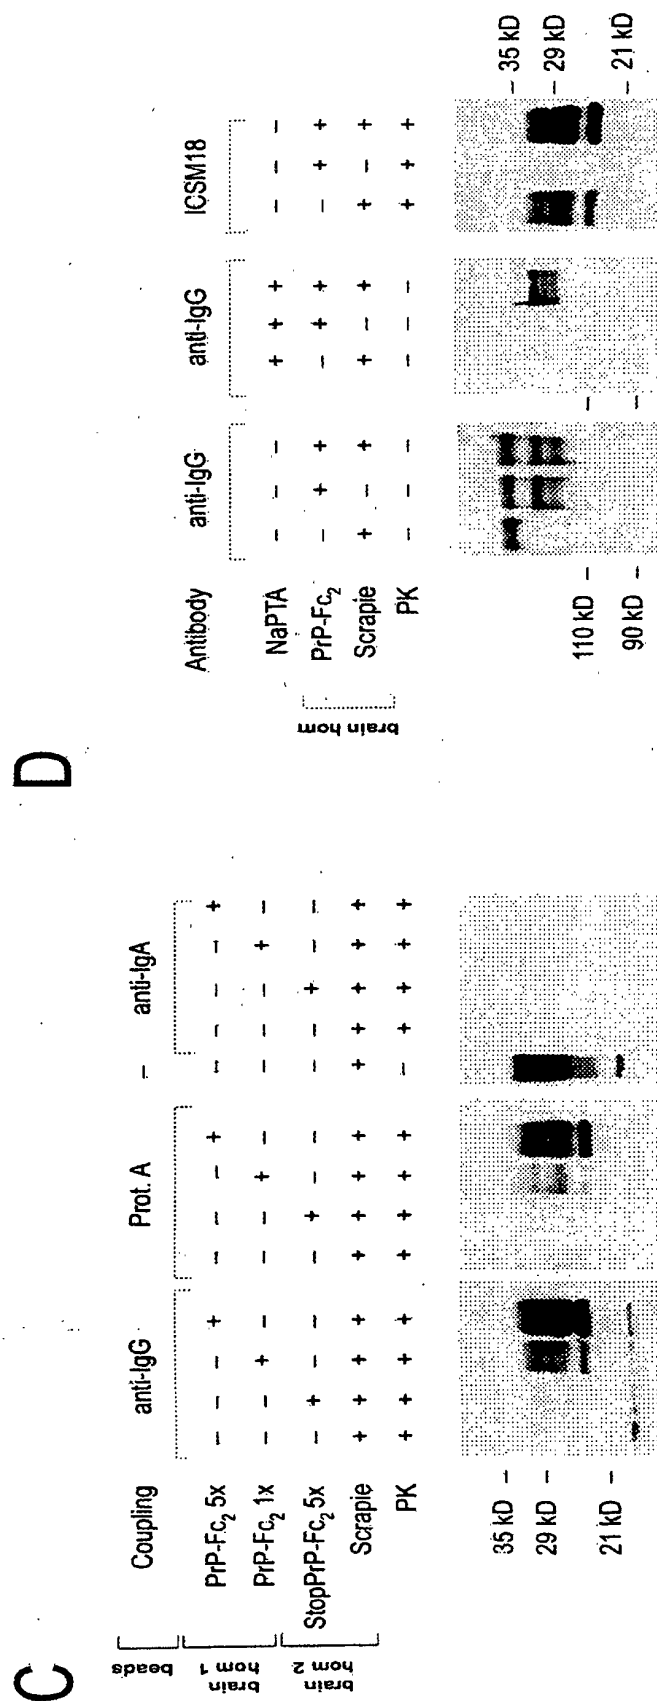 C
beads
Coupling
anti-IgG
Prot. A
–
anti-IgA
brain hom 1
PrP-Fc2 5x
– – – + – – – + – – – – +
PrP-Fc2 1x
– – + – – – + – – – – + –
brain hom 2
StopPrP-Fc2 5x
– + – – – + – – – – + – –
Scrapie
+ + + + + + + + + + + + +
PK
+ + + + + + + + – + + + +
35 kD –
29 kD –
21 kD –
D
Antibody
anti-IgG
anti-IgG
ICSM18
NaPTA
– – – + + + – – –
brain hom
PrP-Fc2
– + + – + + – + +
Scrapie
+ – + + – + + – +
PK
– – – – – – + + +
110 kD –
90 kD –
–
–
– 35 kD
– 29 kD
– 21 kD